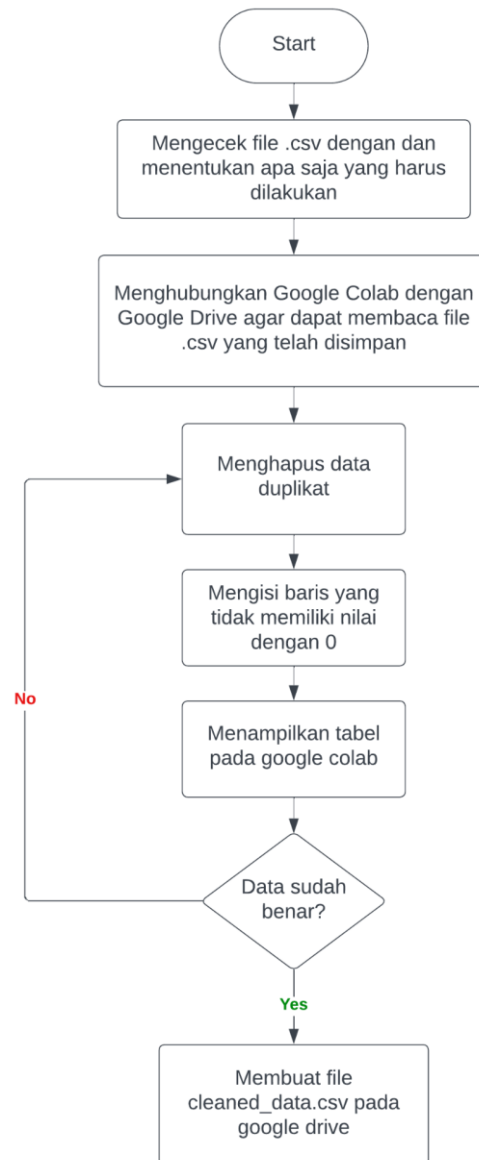 Start
Mengecek file .csv dengan dan
menentukan apa saja yang harus
dilakukan
Menghubungkan Google Colab dengan
Google Drive agar dapat membaca file
.csv yang telah disimpan
Menghapus data
duplikat
Mengisi baris yang
tidak memiliki nilai
dengan 0
No
Menampilkan tabel
pada google colab
Data sudah
benar?
Yes
Membuat file
cleaned_data.csv pada
google drive